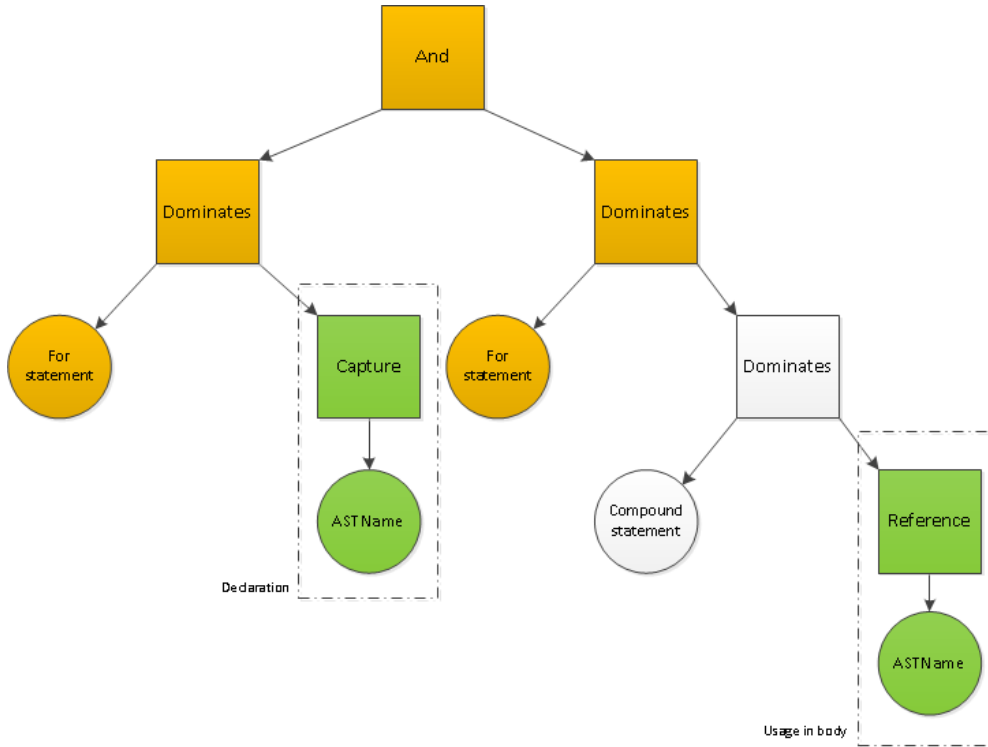 And
Dominates
Dominates
For
statement
Capture
For
statement
Dominates
ASTName
Compound
statement
Reference
Declaration
ASTName
Usage in body